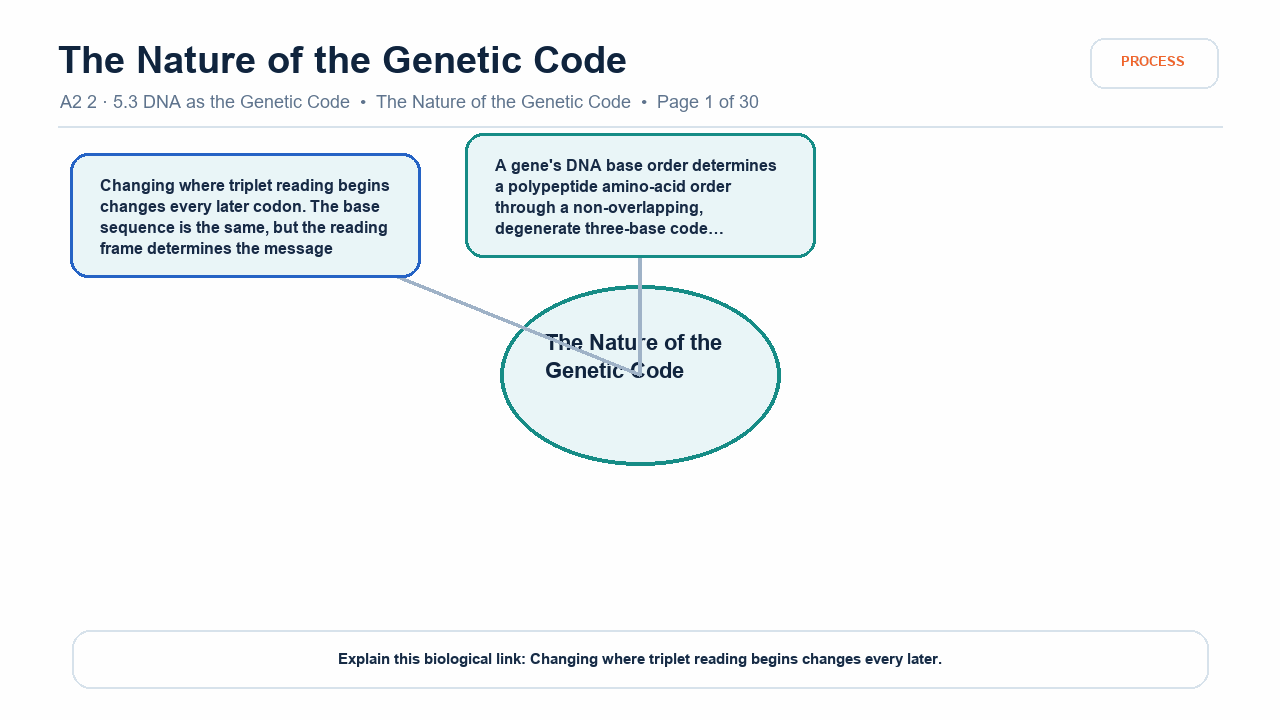 The Nature of the Genetic Code
PROCESS
A2 2 · 5.3 DNA as the Genetic Code • The Nature of the Genetic Code • Page 1 of 30
Changing where triplet reading begins
changes every later codon. The base
sequence is the same, but the reading
frame determines the message
A gene's DNA base order determines
a polypeptide amino-acid order
through a non-overlapping,
degenerate three-base code…
The Nature of the
Genetic Code
Explain this biological link: Changing where triplet reading begins changes every later.